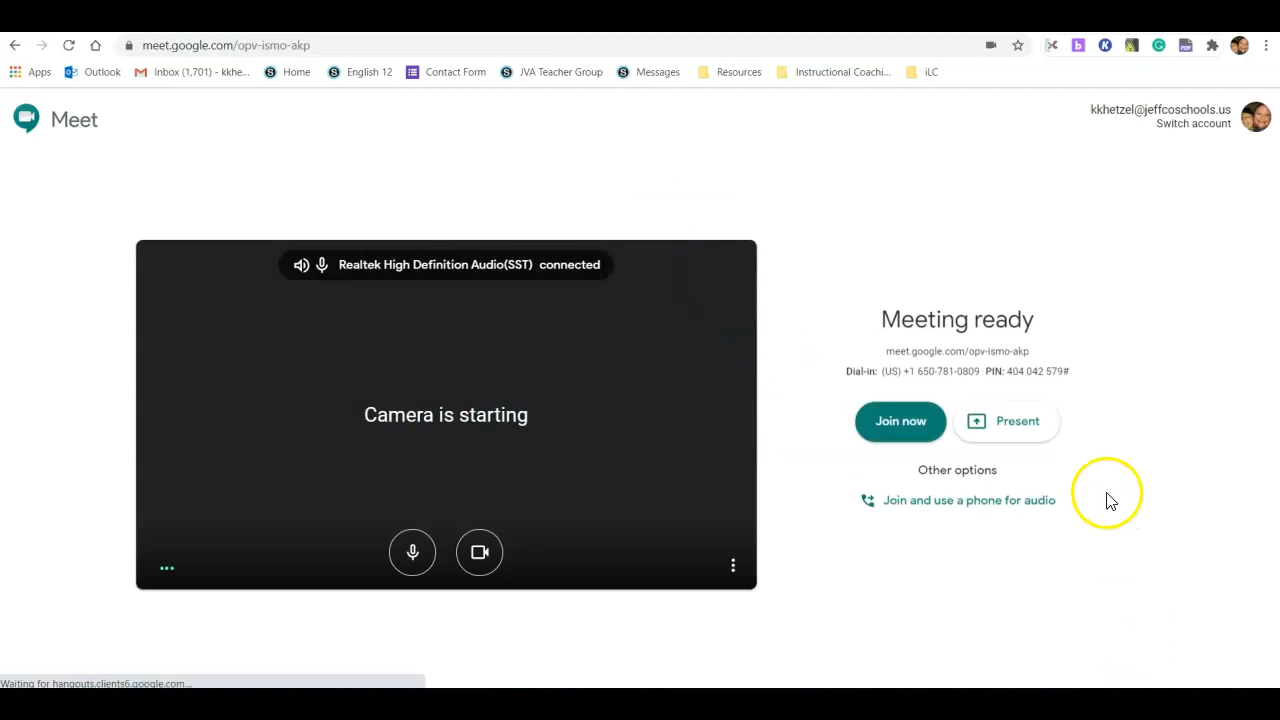 meet.google.com/opv-ismo-akp
Apps Outlook Inbox (1,701) - kkhe... Home English 12 Contact Form JVA Teacher Group Messages Resources Instructional Coachi... iLC
Meet
kkhetzel@jeffcoschools.us
Switch account
Realtek High Definition Audio(SST) connected
Camera is starting
Meeting ready
meet.google.com/opv-ismo-akp
Dial-in: (US) +1 650-781-0809 PIN: 404 042 579#
Join now Present
Other options
Join and use a phone for audio
Waiting for hangouts.clients6.google.com...